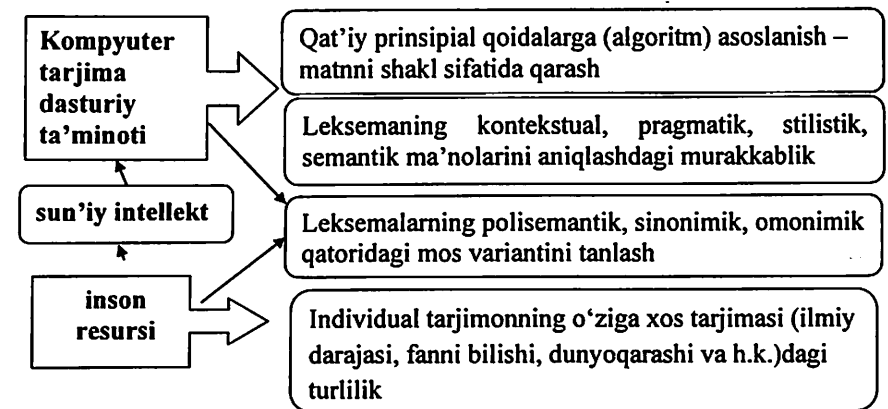 Kompyuter
tarjima
dasturiy
ta’minoti
Qat’iy prinsipial qoidalarga (algoritm) asoslanish –
matnni shakl sifatida qarash
Leksemaning kontekstual, pragmatik, stilistik,
semantik ma’nolarini aniqlashdagi murakkablik
sun’iy intellekt
Leksemalarning polisemantik, sinonimik, omonimik
qatoridagi mos variantini tanlash
inson
resursi
Individual tarjimonning o‘ziga xos tarjimasi (ilmiy
darajasi, fanni bilishi, dunyoqarashi va h.k.)dagi
turlilik